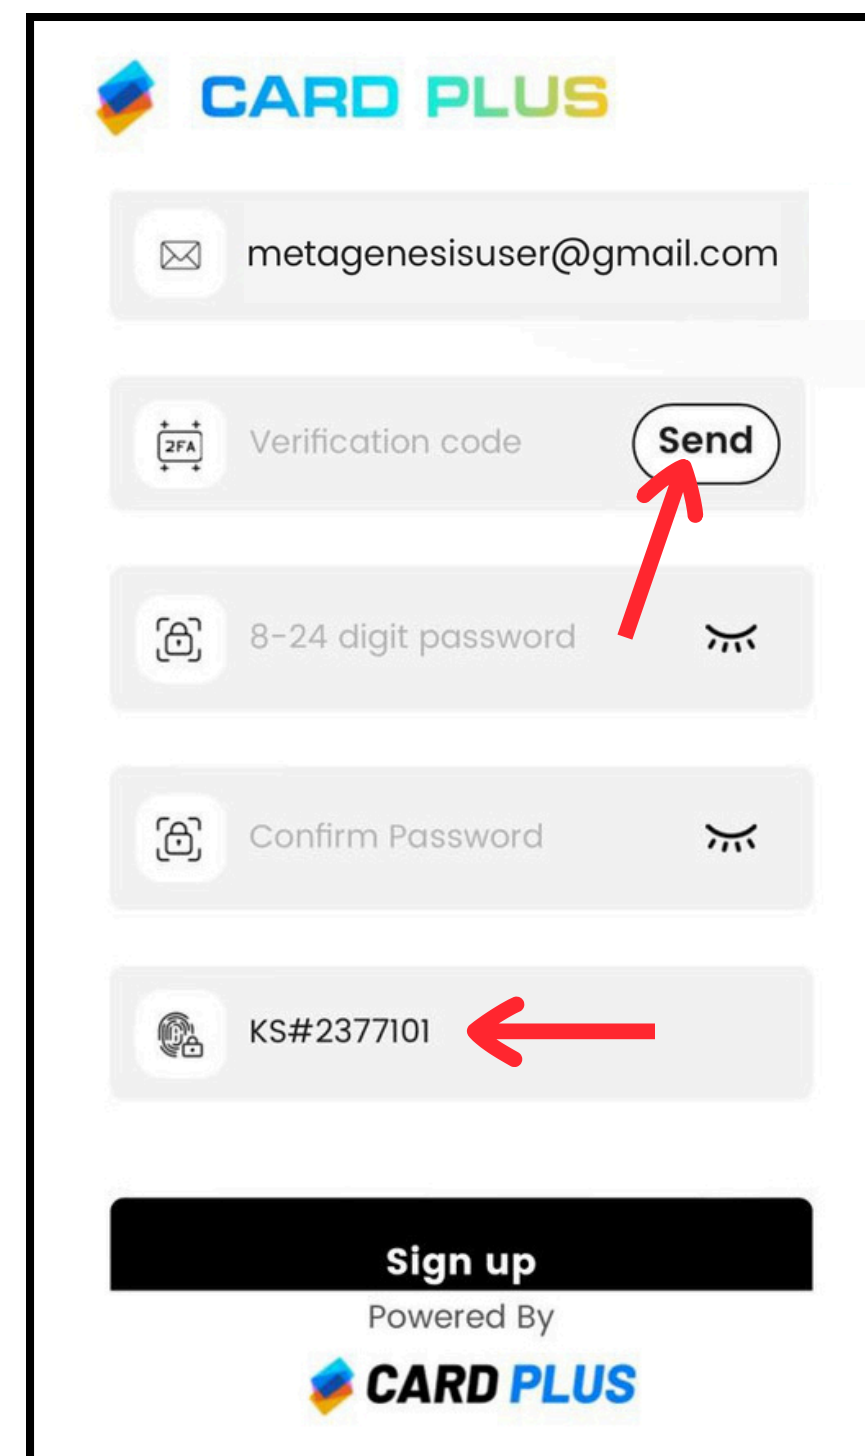 CARD PLUS
metagenesisuser@gmail.com
2FA
Verification code
Send
8-24 digit password
Confirm Password
KS#2377101
Sign up
Powered By
CARD PLUS